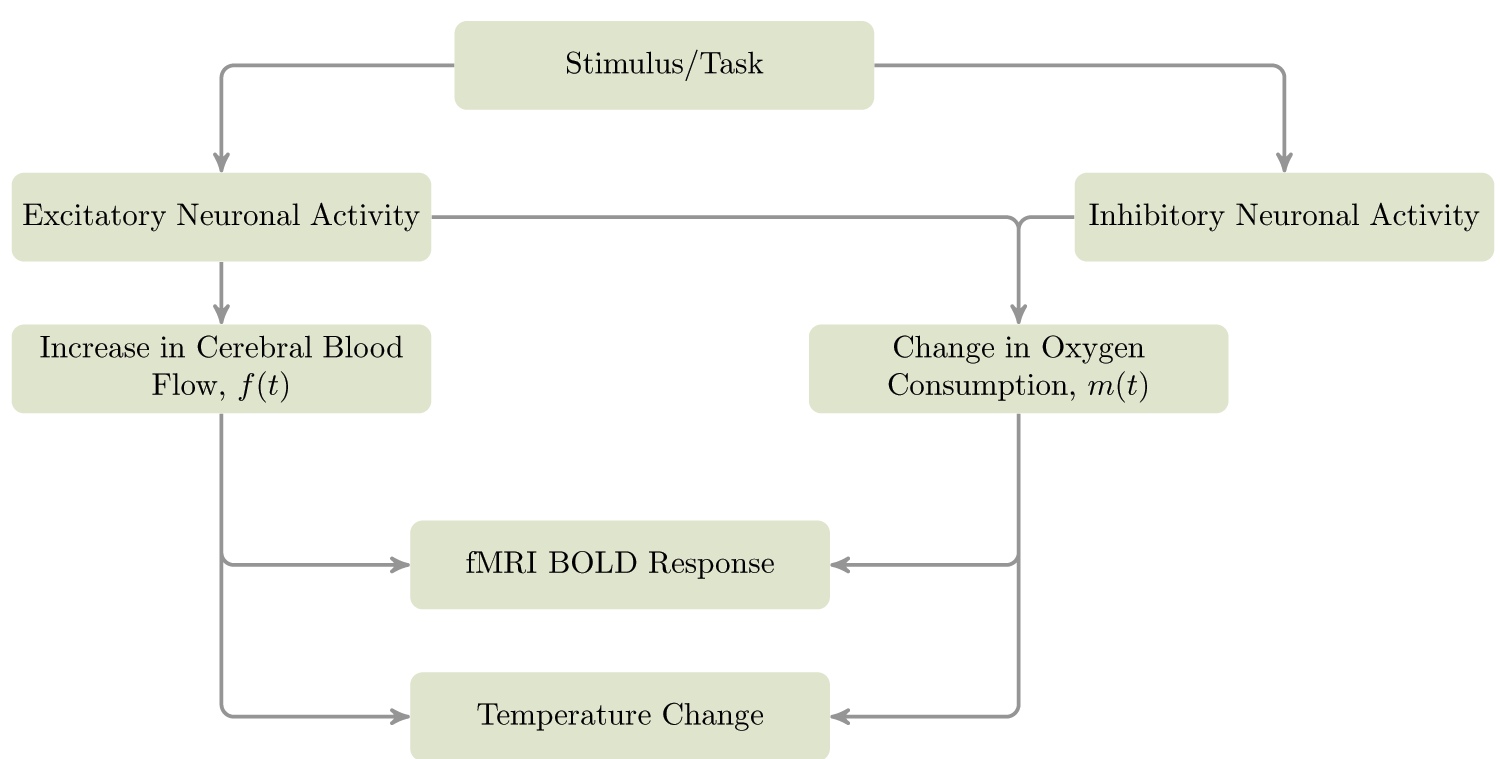 Stimulus/Task
Excitatory Neuronal Activity
Inhibitory Neuronal Activity
Increase in Cerebral Blood
Flow, f(t)
Change in Oxygen
Consumption, m(t)
fMRI BOLD Response
Temperature Change